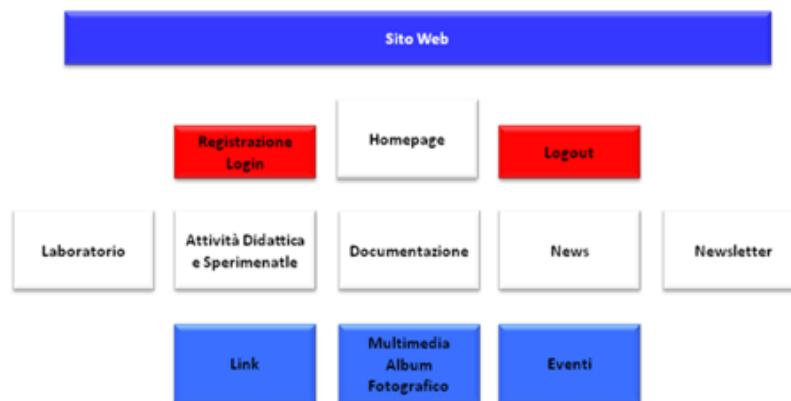 Sito Web
Registrazione
Login
Homepage
Logout
Laboratorio
Attività Didattica
e Sperimenatle
Documentazione
News
Newsletter
Link
Multimedia
Album
Fotografico
Eventi